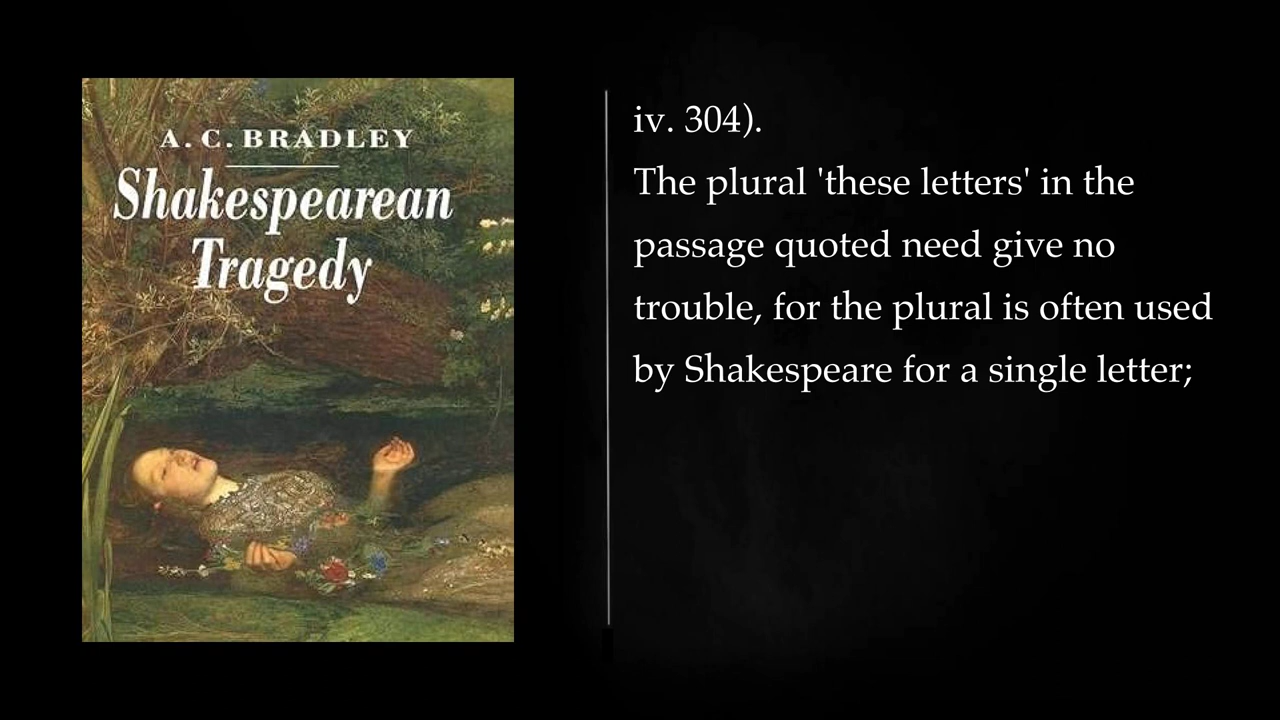 A. C. BRADLEY
Shakespearean
Tragedy
iv. 304).
The plural 'these letters' in the
passage quoted need give no
trouble, for the plural is often used
by Shakespeare for a single letter;